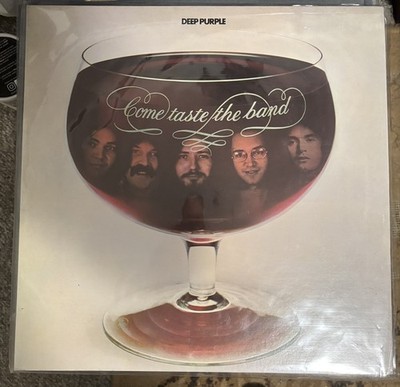 DEEP PURPLE
Come taste the band